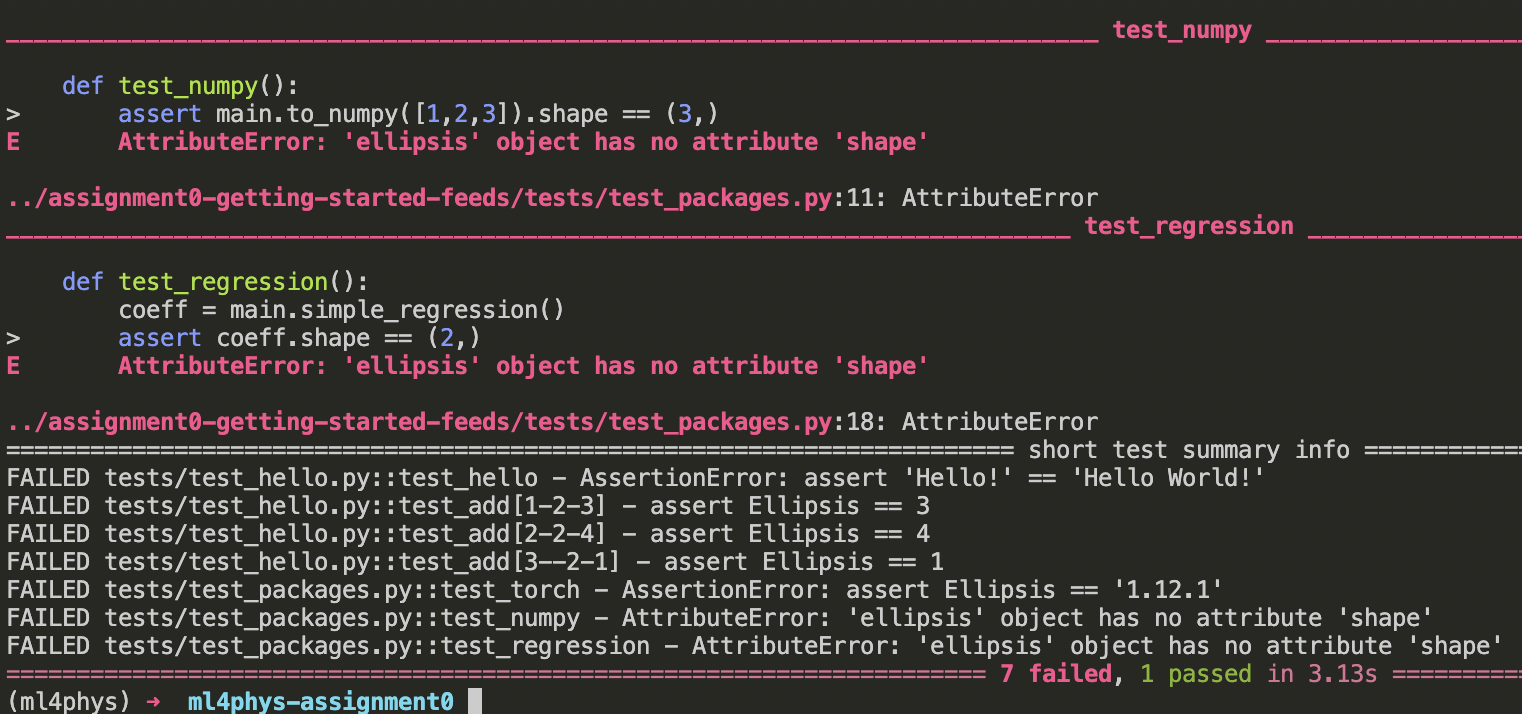 ________________________________________________________________________________ test_numpy ___________________
    def test_numpy():
>       assert main.to_numpy([1,2,3]).shape == (3,)
E       AttributeError: 'ellipsis' object has no attribute 'shape'
../assignment0-getting-started-feeds/tests/test_packages.py:11: AttributeError
______________________________________________________________________________ test_regression ________________
    def test_regression():
        coeff = main.simple_regression()
>       assert coeff.shape == (2,)
E       AttributeError: 'ellipsis' object has no attribute 'shape'
../assignment0-getting-started-feeds/tests/test_packages.py:18: AttributeError
======================================================================== short test summary info ============
FAILED tests/test_hello.py::test_hello - AssertionError: assert 'Hello!' == 'Hello World!'
FAILED tests/test_hello.py::test_add[1-2-3] - assert Ellipsis == 3
FAILED tests/test_hello.py::test_add[2-2-4] - assert Ellipsis == 4
FAILED tests/test_hello.py::test_add[3--2-1] - assert Ellipsis == 1
FAILED tests/test_packages.py::test_torch - AssertionError: assert Ellipsis == '1.12.1'
FAILED tests/test_packages.py::test_numpy - AttributeError: 'ellipsis' object has no attribute 'shape'
FAILED tests/test_packages.py::test_regression - AttributeError: 'ellipsis' object has no attribute 'shape'
====================================================================== 7 failed, 1 passed in 3.13s ==========
(ml4phys) ➜  ml4phys-assignment0